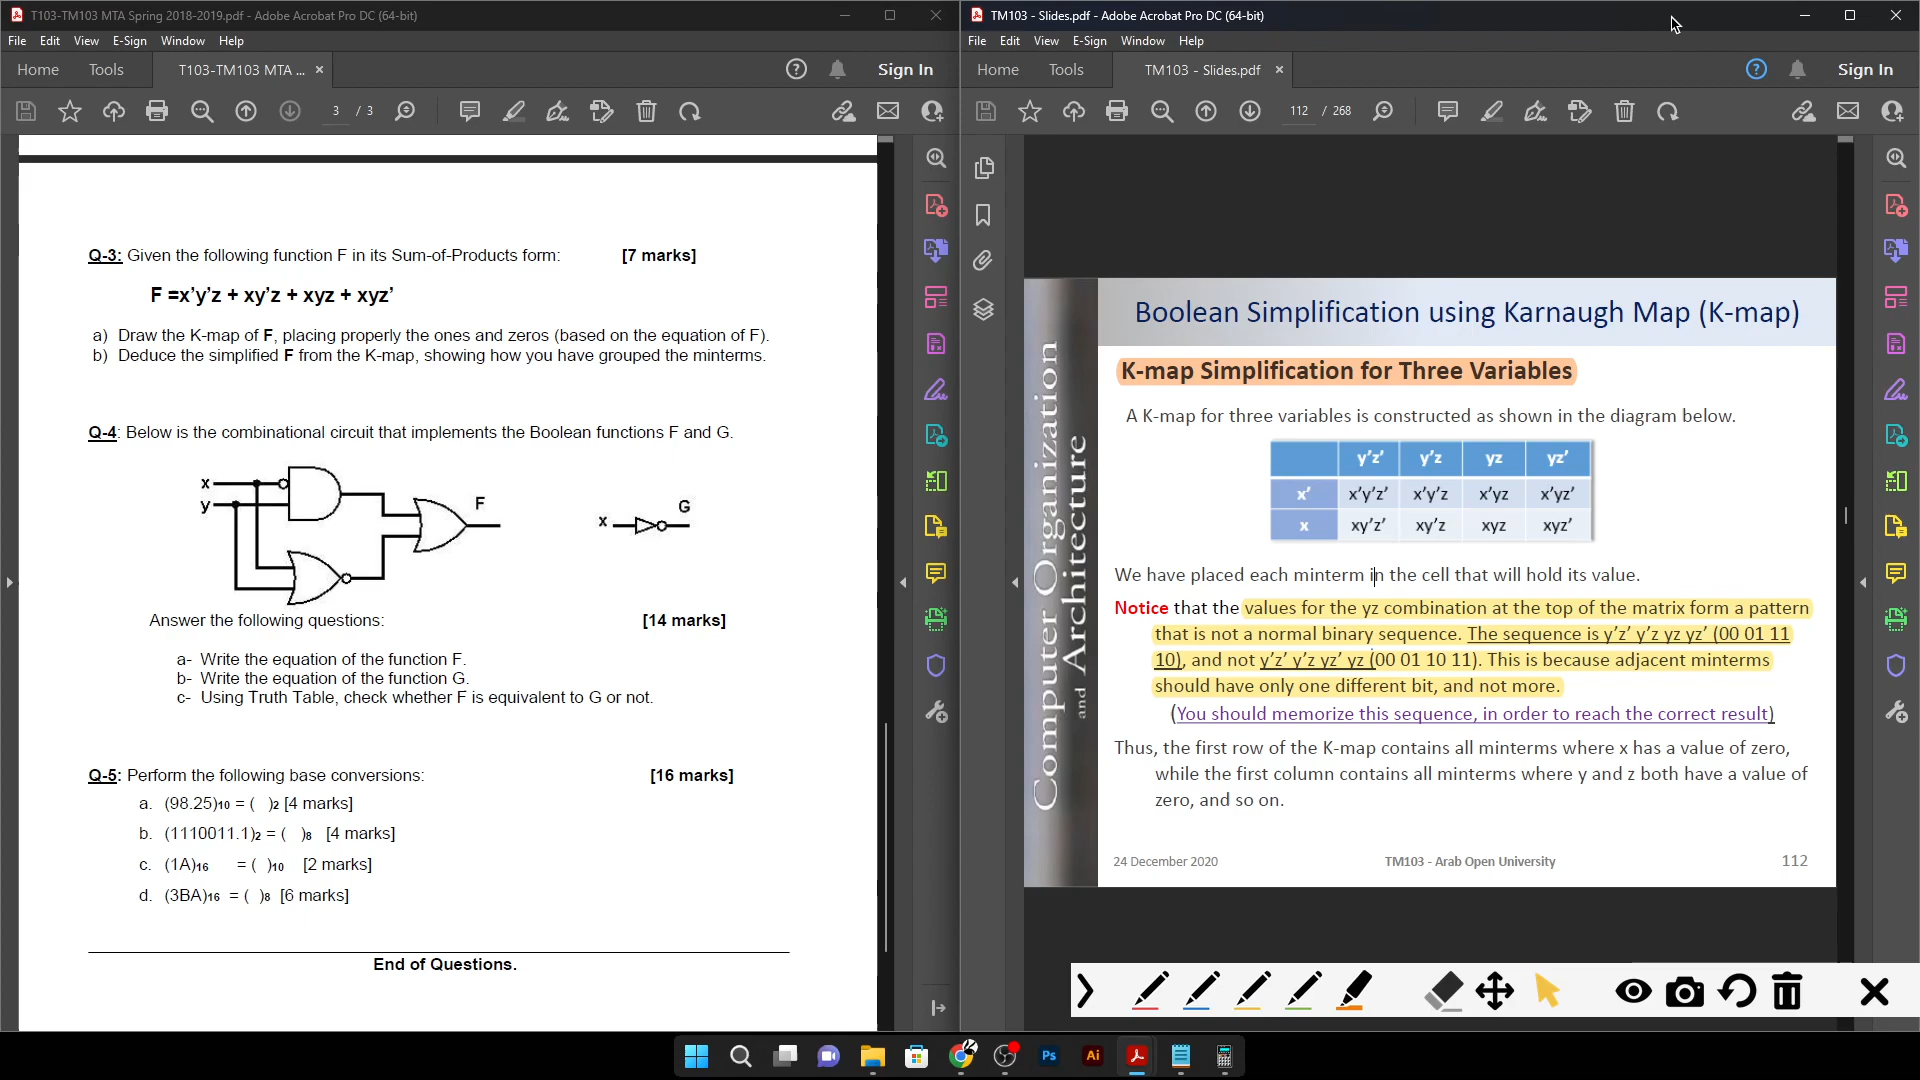 T103-TM103 MTA Spring 2018-2019.pdf - Adobe Acrobat Pro DC (64-bit)
File Edit View E-Sign Window Help
Home Tools T103-TM103 MTA ... × Sign In
3 / 3
Q-3: Given the following function F in its Sum-of-Products form: [7 marks]
F =x’y’z + xy’z + xyz + xyz’
a) Draw the K-map of F, placing properly the ones and zeros (based on the equation of F).
b) Deduce the simplified F from the K-map, showing how you have grouped the minterms.
Q-4: Below is the combinational circuit that implements the Boolean functions F and G.
x
y
F
x
G
Answer the following questions: [14 marks]
a- Write the equation of the function F.
b- Write the equation of the function G.
c- Using Truth Table, check whether F is equivalent to G or not.
Q-5: Perform the following base conversions: [16 marks]
a. (98.25)10 = ( )2 [4 marks]
b. (1110011.1)2 = ( )8 [4 marks]
c. (1A)16 = ( )10 [2 marks]
d. (3BA)16 = ( )8 [6 marks]
End of Questions.
TM103 - Slides.pdf - Adobe Acrobat Pro DC (64-bit)
File Edit View E-Sign Window Help
Home Tools TM103 - Slides.pdf × Sign In
112 / 268
Computer Organization
and Architecture
Boolean Simplification using Karnaugh Map (K-map)
K-map Simplification for Three Variables
A K-map for three variables is constructed as shown in the diagram below.
y’z’ y’z yz yz’
x’ x’y’z’ x’y’z x’yz x’yz’
x xy’z’ xy’z xyz xyz’
We have placed each minterm in the cell that will hold its value.
Notice that the values for the yz combination at the top of the matrix form a pattern
that is not a normal binary sequence. The sequence is y’z’ y’z yz yz’ (00 01 11
10), and not y’z’ y’z yz’ yz (00 01 10 11). This is because adjacent minterms
should have only one different bit, and not more.
(You should memorize this sequence, in order to reach the correct result)
Thus, the first row of the K-map contains all minterms where x has a value of zero,
while the first column contains all minterms where y and z both have a value of
zero, and so on.
24 December 2020 TM103 - Arab Open University 112
Ps Ai